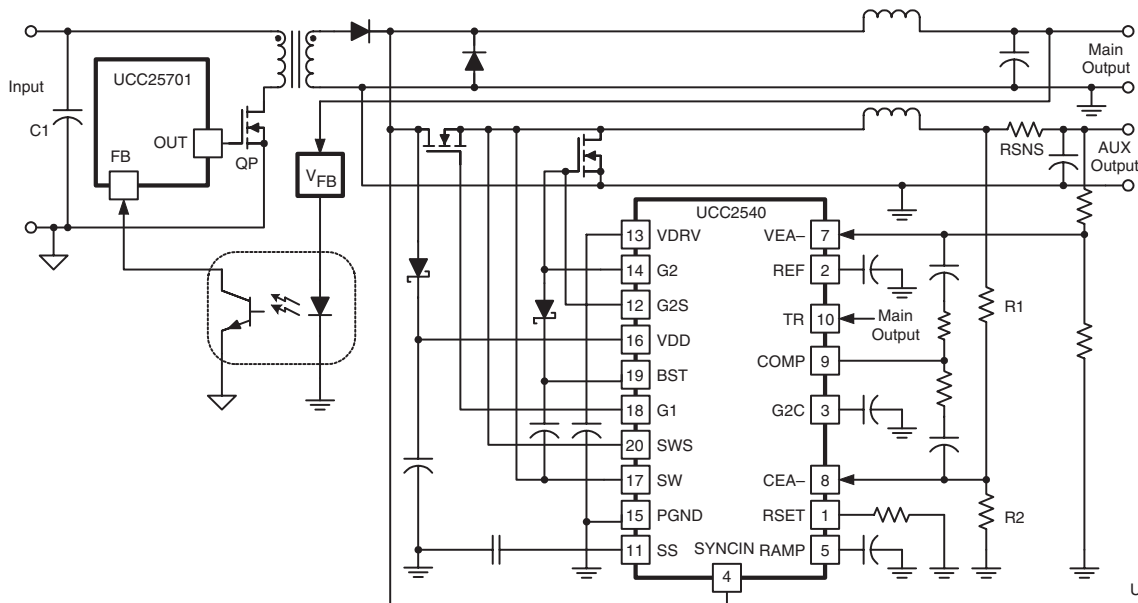 Input
C1
UCC25701
OUT
FB
QP
VFB
Main
Output
RSNS
AUX
Output
UCC2540
13 VDRV
14 G2
12 G2S
16 VDD
19 BST
18 G1
20 SWS
17 SW
15 PGND
11 SS
VEA– 7
REF 2
TR 10
Main
Output
COMP 9
G2C 3
CEA– 8
RSET 1
RAMP 5
SYNCIN
4
R1
R2
U